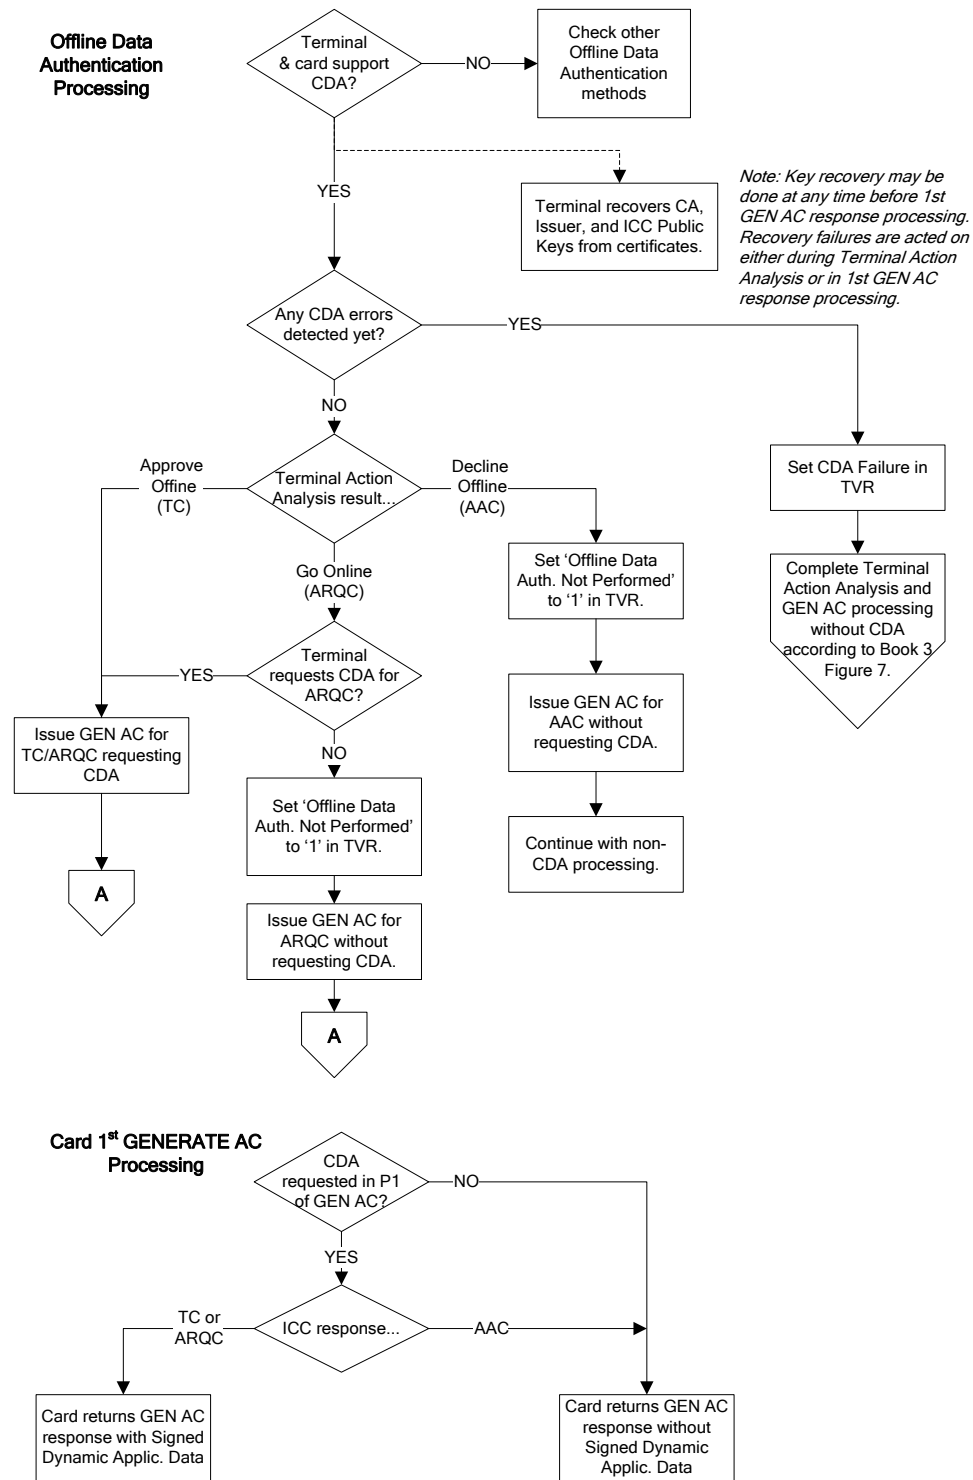 Offline Data
Authentication
Processing
Terminal
& card support
CDA?
NO
Check other
Offline Data
Authentication
methods
YES
Terminal recovers CA,
Issuer, and ICC Public
Keys from certificates.
Note: Key recovery may be
done at any time before 1st
GEN AC response processing.
Recovery failures are acted on
either during Terminal Action
Analysis or in 1st GEN AC
response processing.
Any CDA errors
detected yet?
YES
NO
Set CDA Failure in
TVR
Complete Terminal
Action Analysis and
GEN AC processing
without CDA
according to Book 3
Figure 7.
Terminal Action
Analysis result...
Approve
Offine
(TC)
Decline
Offline
(AAC)
Go Online
(ARQC)
Set ‘Offline Data
Auth. Not Performed’
to ‘1’ in TVR.
Issue GEN AC for
AAC without
requesting CDA.
Continue with non-
CDA processing.
Terminal
requests CDA for
ARQC?
YES
Issue GEN AC for
TC/ARQC requesting
CDA
A
NO
Set ‘Offline Data
Auth. Not Performed’
to ‘1’ in TVR.
Issue GEN AC for
ARQC without
requesting CDA.
A
Card 1st GENERATE AC
Processing
CDA
requested in P1
of GEN AC?
NO
YES
ICC response...
TC or
ARQC
AAC
Card returns GEN AC
response with Signed
Dynamic Applic. Data
Card returns GEN AC
response without
Signed Dynamic
Applic. Data